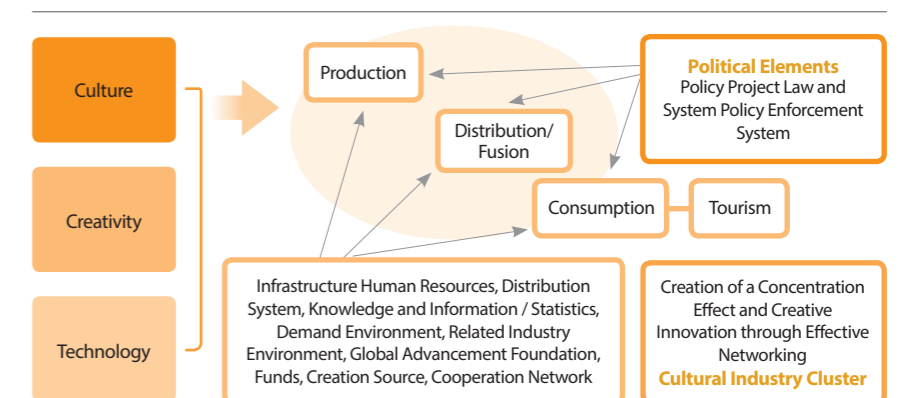 Culture
Creativity
Technology
Production
Distribution/
Fusion
Consumption
Tourism
Political Elements
Policy Project Law and
System Policy Enforcement
System
Infrastructure Human Resources, Distribution
System, Knowledge and Information / Statistics,
Demand Environment, Related Industry
Environment, Global Advancement Foundation,
Funds, Creation Source, Cooperation Network
Creation of a Concentration
Effect and Creative
Innovation through Effective
Networking
Cultural Industry Cluster